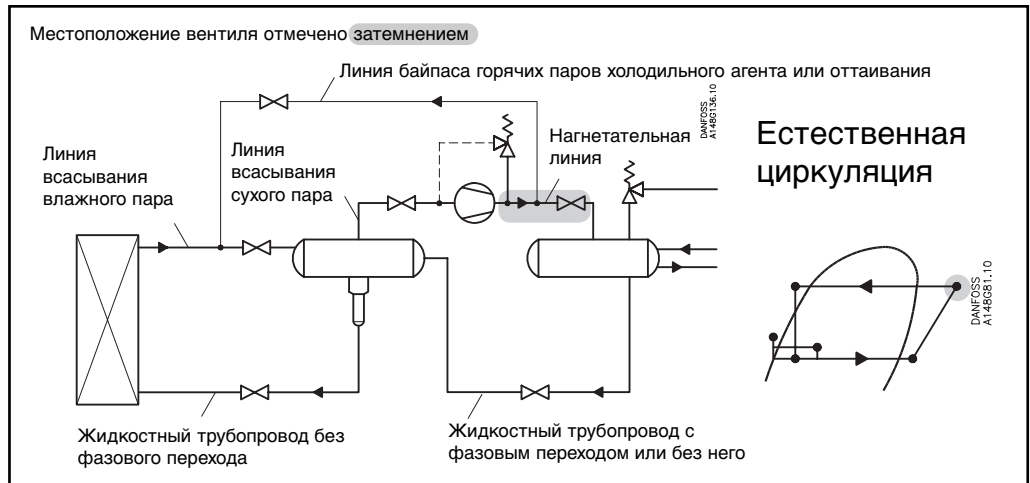 Местоположение вентиля отмечено затемнением
Линия байпаса горячих паров холодильного агента или оттаивания
DANFOSS
A148G136.10
Естественная
циркуляция
Нагнетательная
линия
Линия
всасывания
влажного пара
Линия
всасывания
сухого пара
DANFOSS
A148G81.10
Жидкостный трубопровод без
фазового перехода
Жидкостный трубопровод с
фазовым переходом или без него